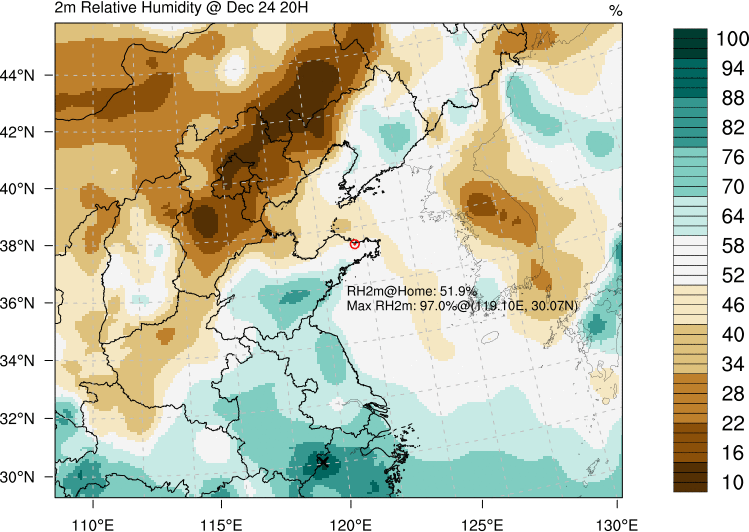 2m Relative Humidity @ Dec 24 20H
%
44°N
42°N
40°N
38°N
36°N
34°N
32°N
30°N
110°E
115°E
120°E
125°E
130°E
RH2m@Home: 51.9%
Max RH2m: 97.0%@(119.10E, 30.07N)
100
94
88
82
76
70
64
58
52
46
40
34
28
22
16
10